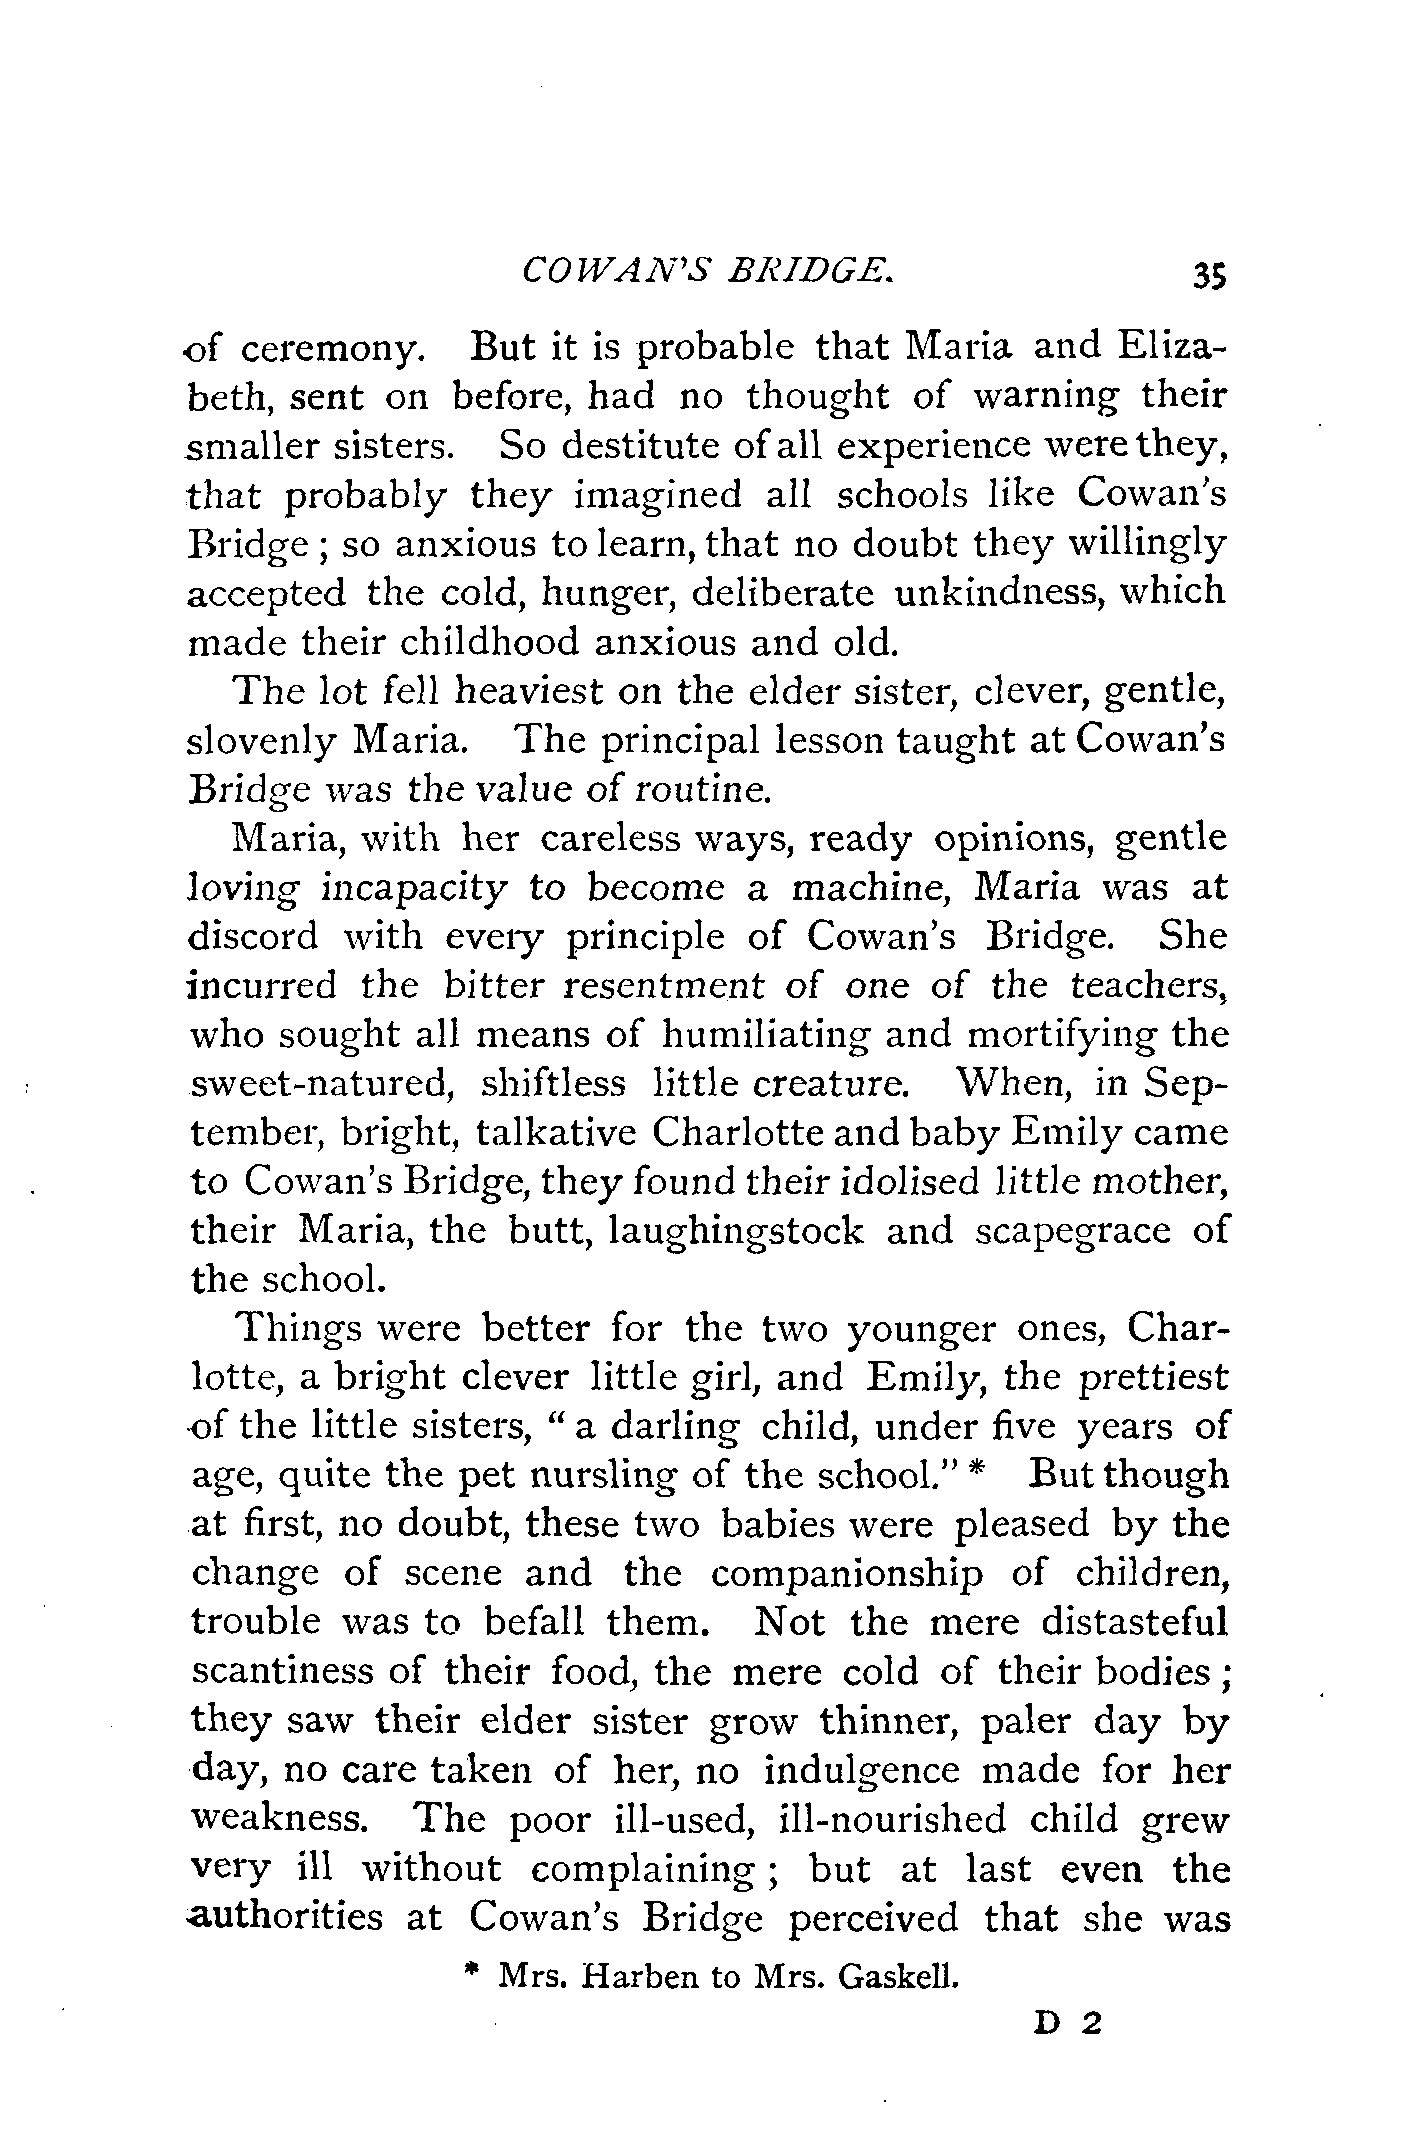 COWAN'S BRIDGE. 35
of ceremony. But it is probable that Maria and Eliza-
beth, sent on before, had no thought of warning their
smaller sisters. So destitute of all experience were they,
that probably they imagined all schools like Cowan's
Bridge ; so anxious to learn, that no doubt they willingly
accepted the cold, hunger, deliberate unkindness, which
made their childhood anxious and old.
The lot fell heaviest on the elder sister, clever, gentle,
slovenly Maria. The principal lesson taught at Cowan's
Bridge was the value of routine.
Maria, with her careless ways, ready opinions, gentle
loving incapacity to become a machine, Maria was at
discord with every principle of Cowan's Bridge. She
incurred the bitter resentment of one of the teachers,
who sought all means of humiliating and mortifying the
sweet-natured, shiftless little creature. When, in Sep-
tember, bright, talkative Charlotte and baby Emily came
to Cowan's Bridge, they found their idolised little mother,
their Maria, the butt, laughingstock and scapegrace of
the school.
Things were better for the two younger ones, Char-
lotte, a bright clever little girl, and Emily, the prettiest
of the little sisters, " a darling child, under five years of
age, quite the pet nursling of the school." * But though
at first, no doubt, these two babies were pleased by the
change of scene and the companionship of children,
trouble was to befall them. Not the mere distasteful
scantiness of their food, the mere cold of their bodies ;
they saw their elder sister grow thinner, paler day by
day, no care taken of her, no indulgence made for her
weakness. The poor ill-used, ill-nourished child grew
very ill without complaining ; but at last even the
authorities at Cowan's Bridge perceived that she was
* Mrs. Harben to Mrs. Gaskell.
D 2